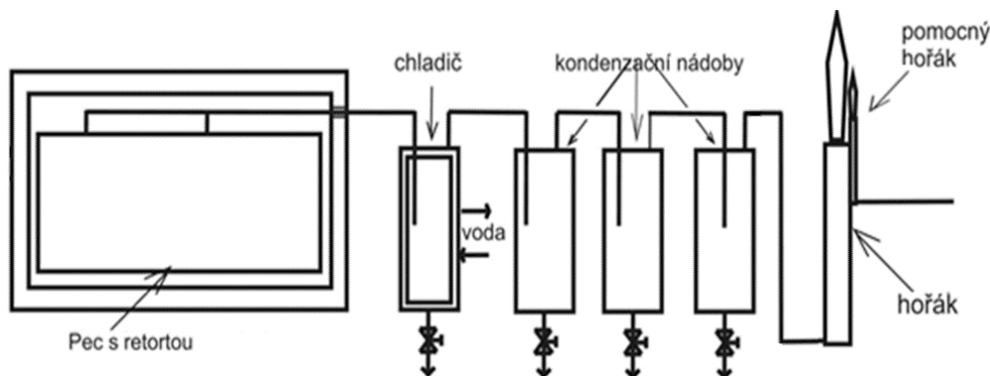 chladič
kondenzační nádoby
pomocný
hořák
voda
hořák
Pec s retortou